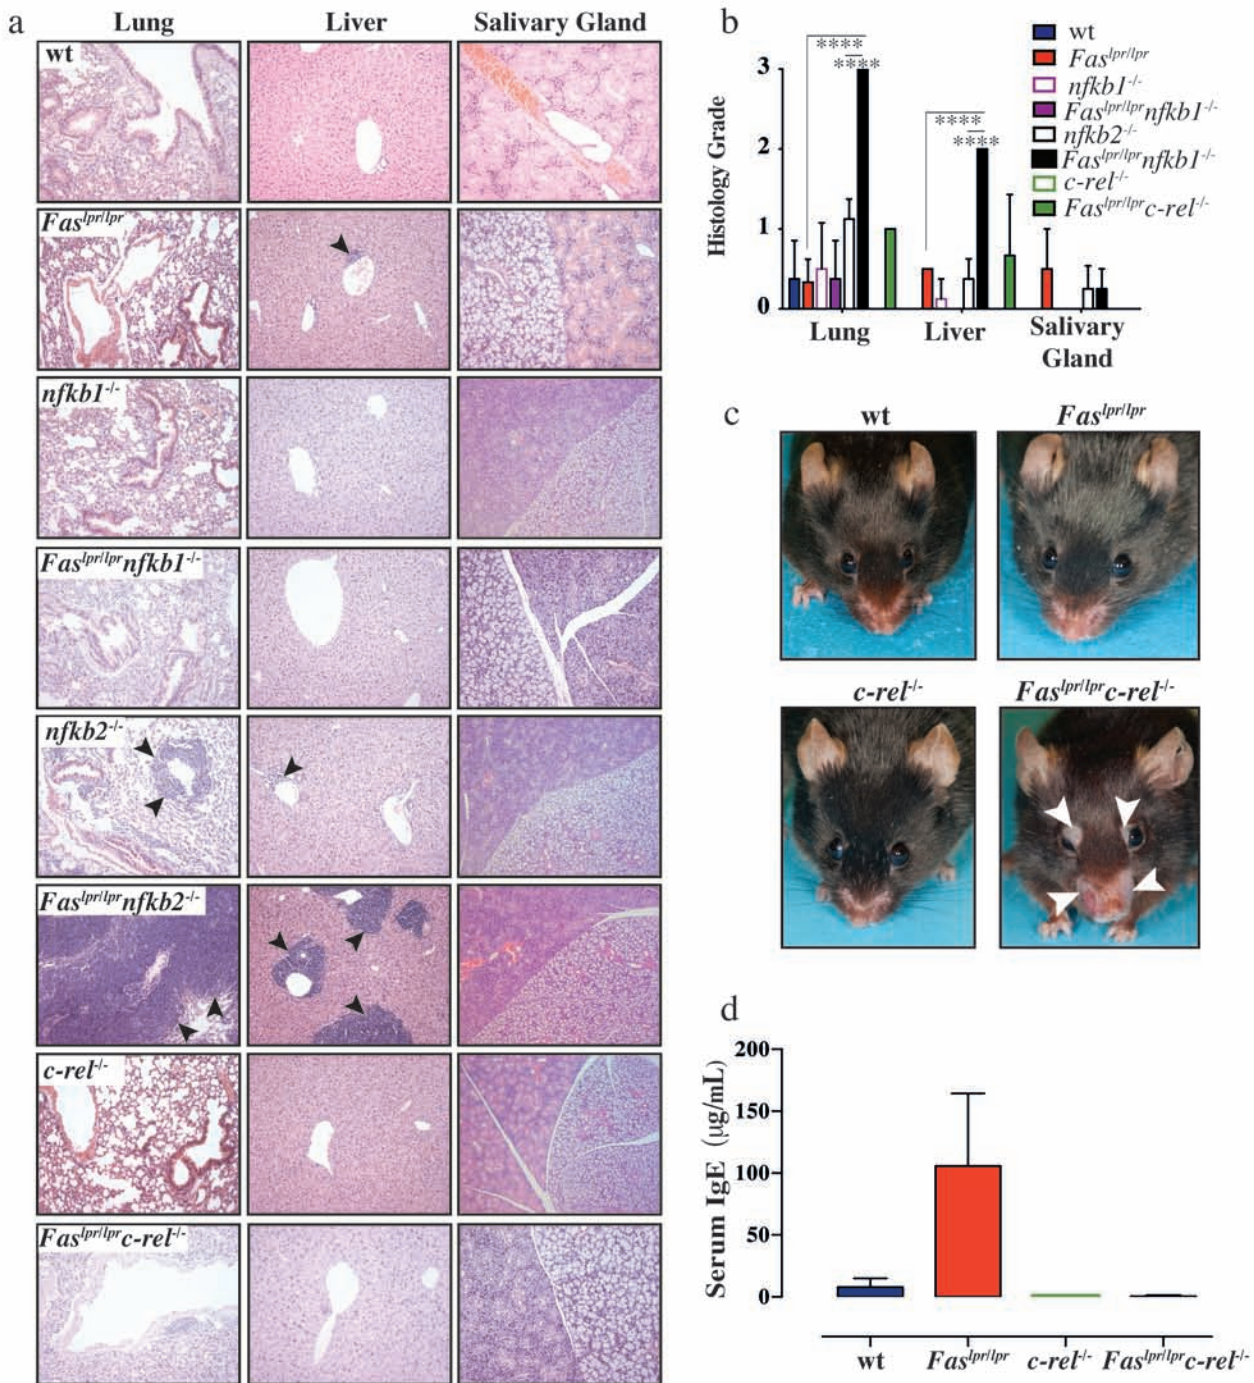 a
Lung Liver Salivary Gland
wt
Fas^lpr/lpr
nfkb1^-/-
Fas^lpr/lpr nfkb1^-/-
nfkb2^-/-
Fas^lpr/lpr nfkb2^-/-
c-rel^-/-
Fas^lpr/lpr c-rel^-/-
b
Histology Grade
3
2
1
0
****
****
****
****
Lung Liver Salivary
Gland
wt
Fas^lpr/lpr
nfkb1^-/-
Fas^lpr/lpr nfkb1^-/-
nfkb2^-/-
Fas^lpr/lpr nfkb1^-/-
c-rel^-/-
Fas^lpr/lpr c-rel^-/-
c
wt Fas^lpr/lpr
c-rel^-/- Fas^lpr/lpr c-rel^-/-
d
Serum IgE (μg/mL)
200
150
100
50
0
wt Fas^lpr/lpr c-rel^-/- Fas^lpr/lpr c-rel^-/-